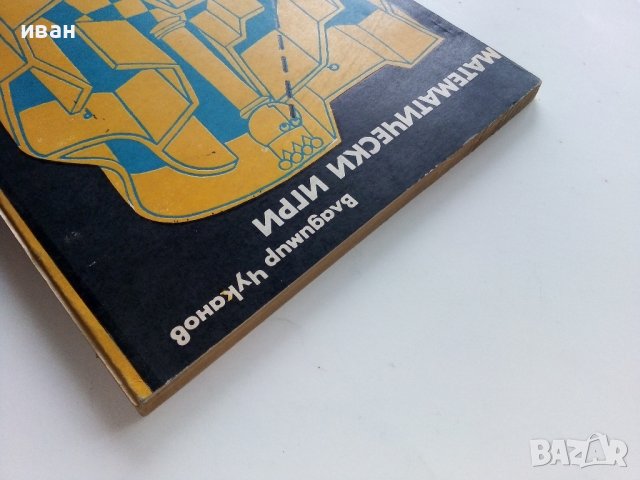 иван
МАТЕМАТИЧЕСКИ ИГРИ
Владимир Чуканов
BAZAR